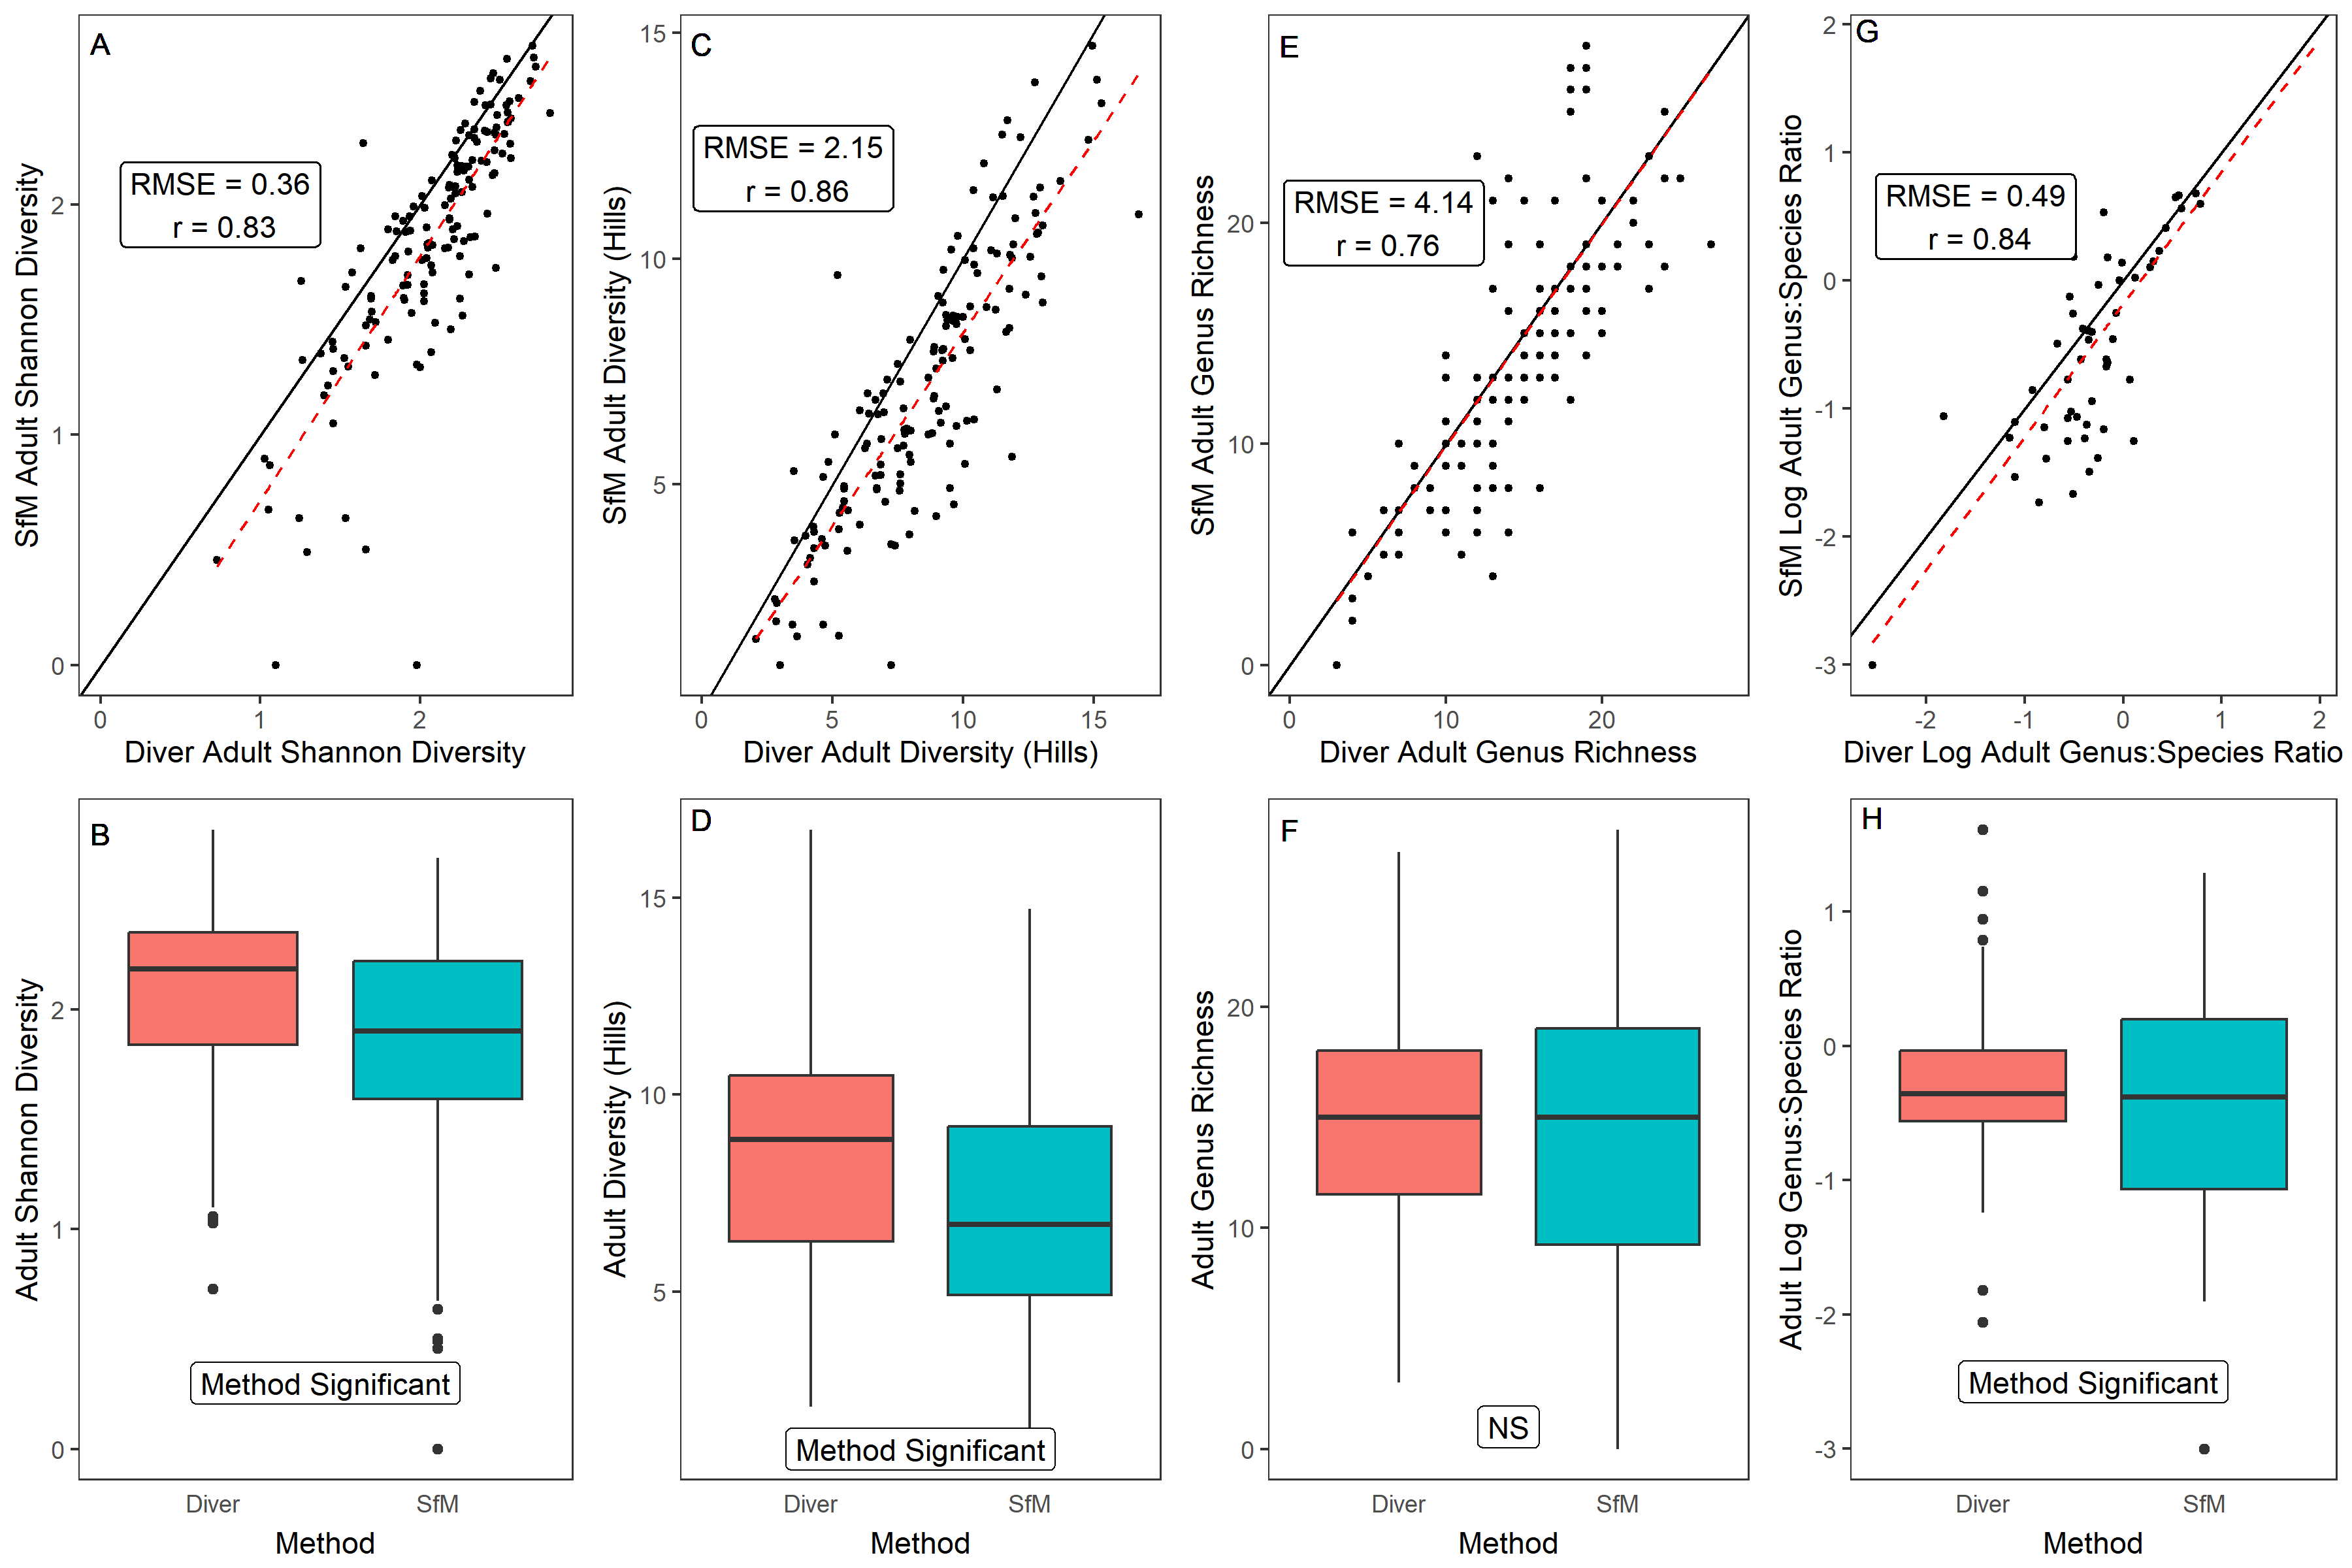 A
RMSE = 0.36
r = 0.83
SfM Adult Shannon Diversity
2
1
0
0 1 2
Diver Adult Shannon Diversity
C
RMSE = 2.15
r = 0.86
SfM Adult Diversity (Hills)
15
10
5
0 5 10 15
Diver Adult Diversity (Hills)
E
RMSE = 4.14
r = 0.76
SfM Adult Genus Richness
20
10
0
0 10 20
Diver Adult Genus Richness
G
RMSE = 0.49
r = 0.84
SfM Log Adult Genus:Species Ratio
2
1
0
-1
-2
-3
-2 -1 0 1 2
Diver Log Adult Genus:Species Ratio
B
Adult Shannon Diversity
2
1
0
Method Significant
Diver SfM
Method
D
Adult Diversity (Hills)
15
10
5
Method Significant
Diver SfM
Method
F
Adult Genus Richness
20
10
0
NS
Diver SfM
Method
H
Adult Log Genus:Species Ratio
1
0
-1
-2
-3
Method Significant
Diver SfM
Method